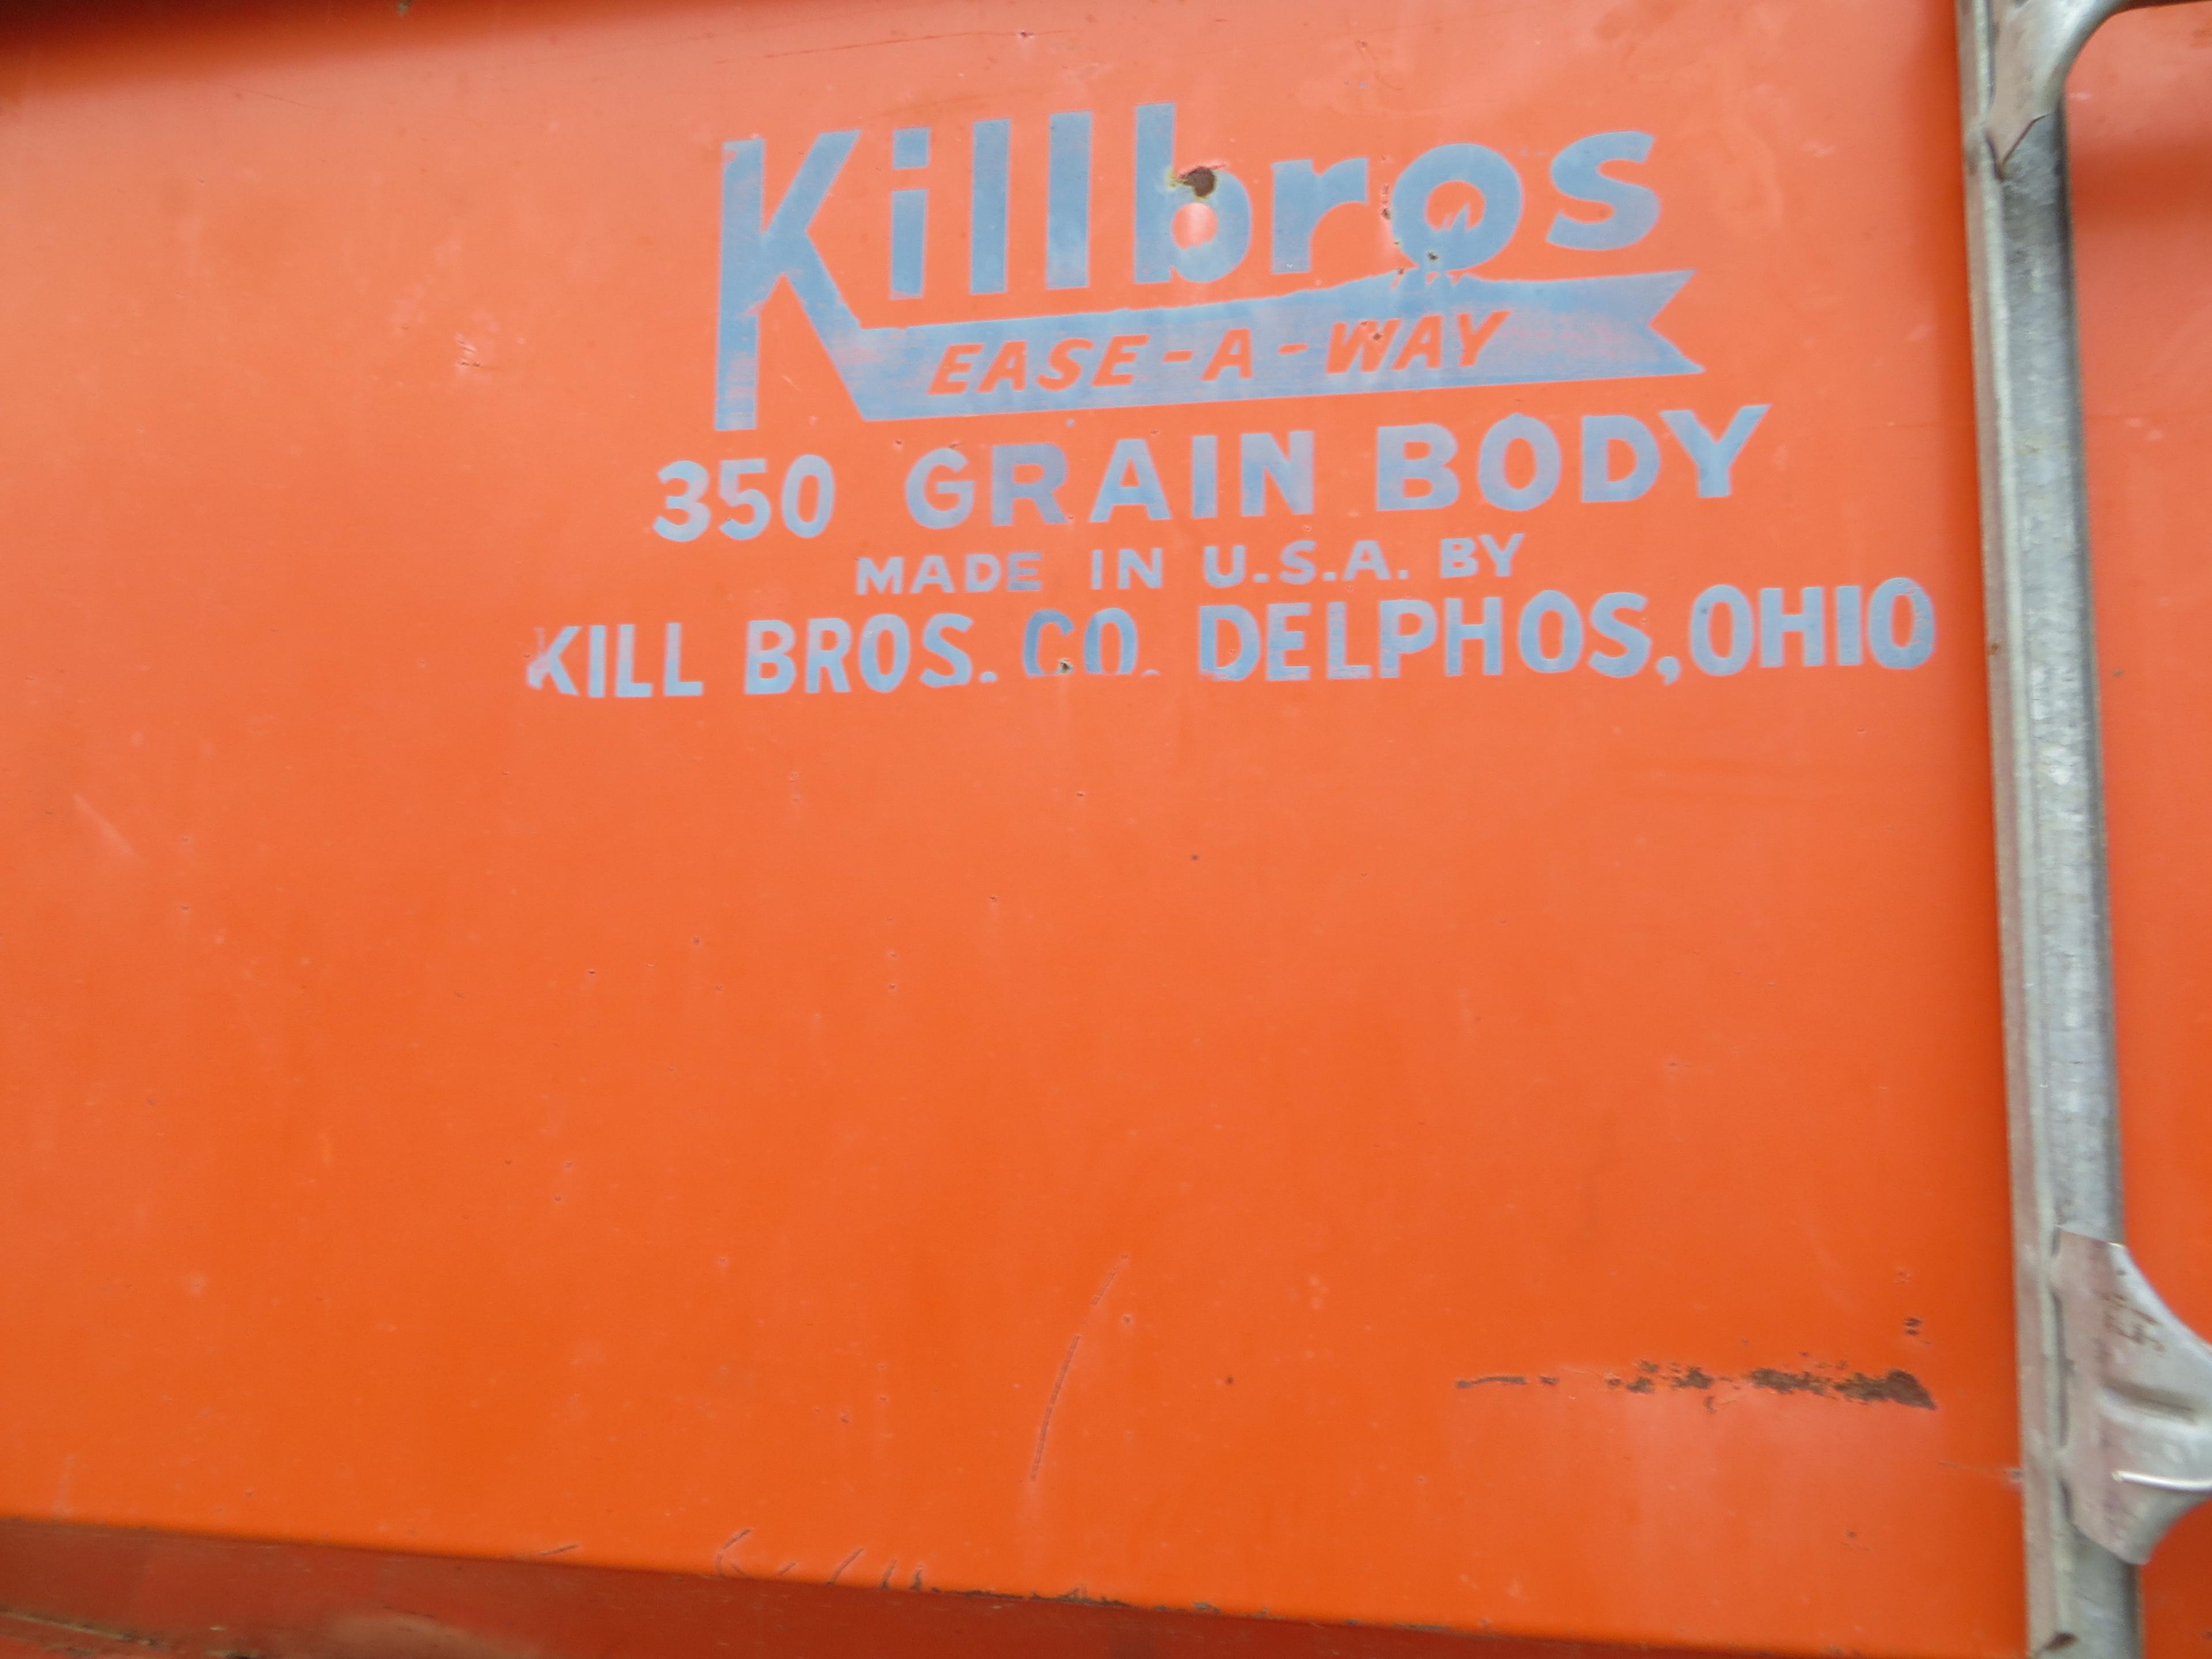 Killbros
EASE-A-WAY
350 GRAIN BODY
MADE IN U.S.A. BY
KILL BROS. CO. DELPHOS, OHIO